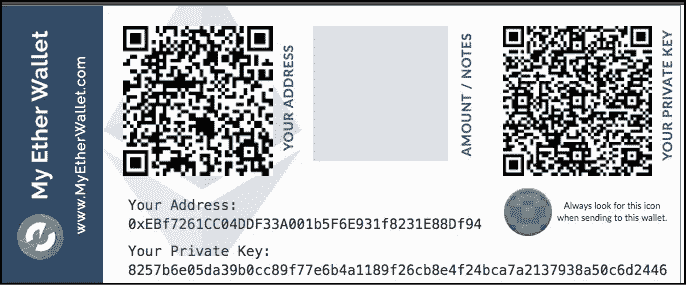 My Ether Wallet
www.MyEtherWallet.com
YOUR ADDRESS
AMOUNT / NOTES
YOUR PRIVATE KEY
Your Address:
0xEBf7261CC04DDF33A001b5F6E931f8231E88Df94
Always look for this icon
when sending to this wallet.
Your Private Key:
8257b6e05da39b0cc89f77e6b4a1189f26cb8e4f24bca7a2137938a50c6d2446